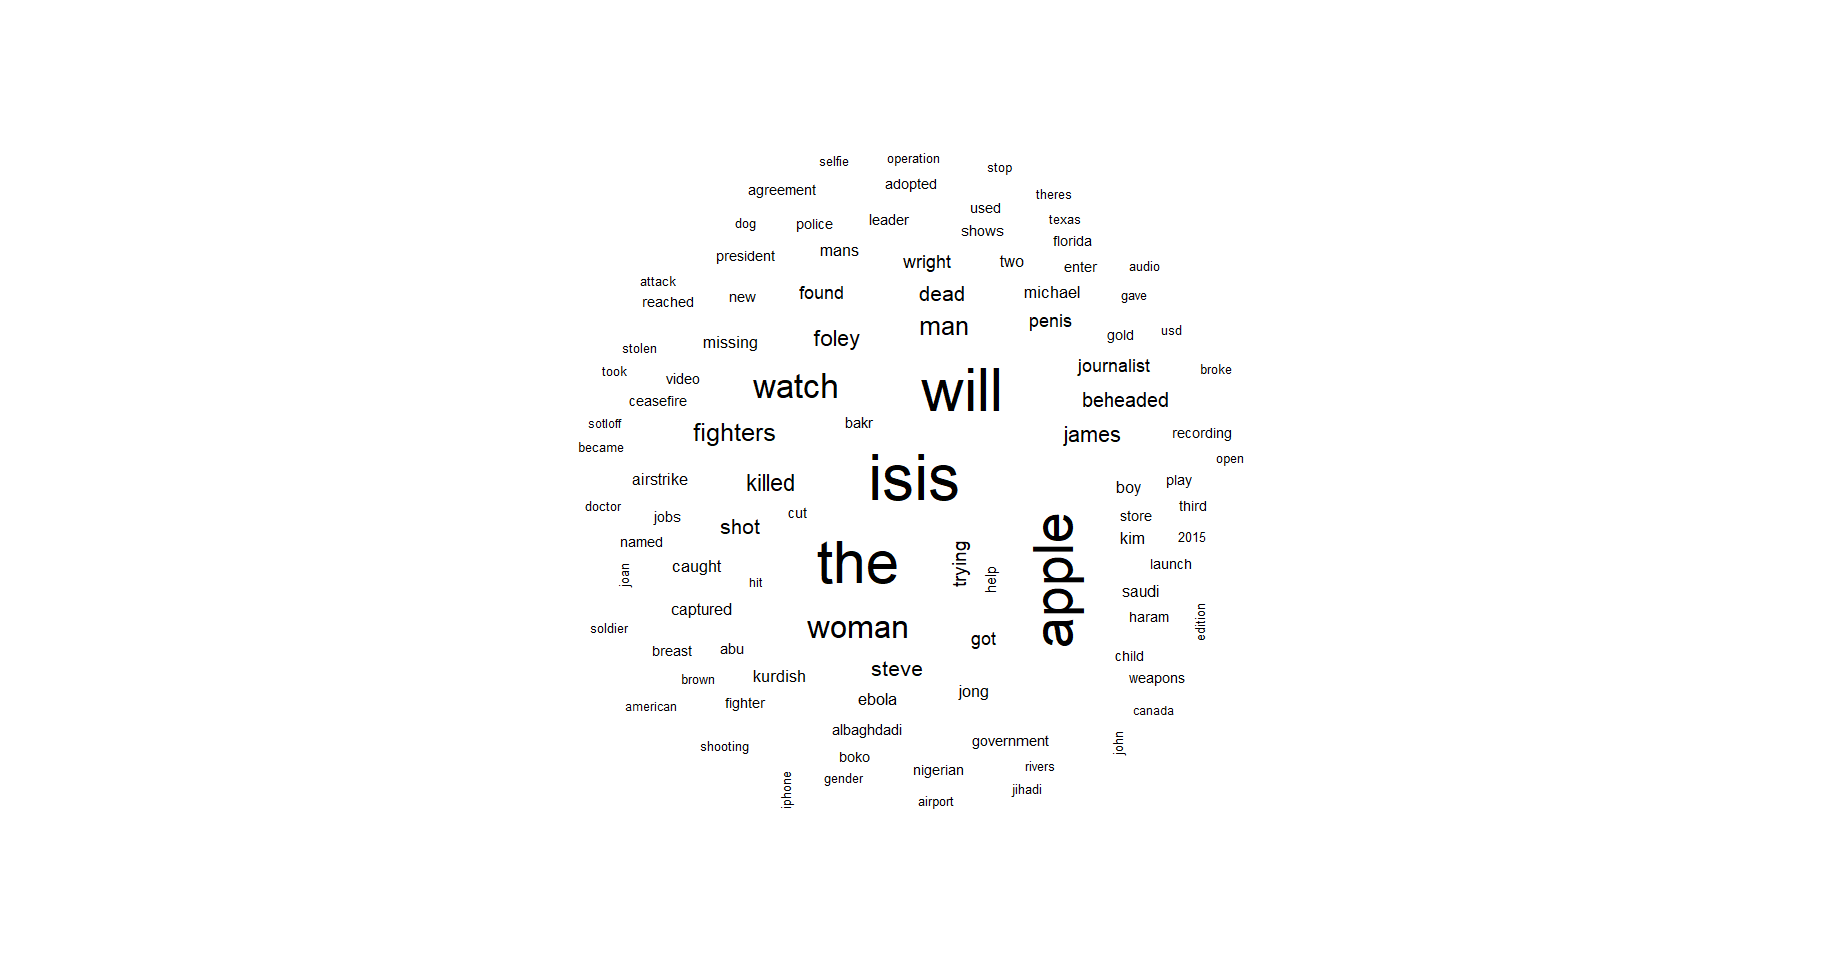 selfie
operation
stop
agreement
adopted
theres
used
dog
police
leader
texas
shows
florida
president
mans
wright
two
enter
audio
attack
reached
new
found
dead
michael
gave
man
penis
gold
usd
stolen
missing
foley
journalist
took
video
watch
will
broke
ceasefire
beheaded
sotloff
bakr
became
fighters
james
recording
open
airstrike
killed
isis
boy
play
doctor
jobs
shot
cut
store
third
named
the
trying
apple
kim
2015
joan
caught
hit
help
launch
captured
saudi
soldier
woman
got
haram
edition
breast
abu
child
brown
kurdish
steve
weapons
american
fighter
ebola
jong
canada
albaghdadi
shooting
government
john
boko
iphone
gender
nigerian
rivers
airport
jihadi